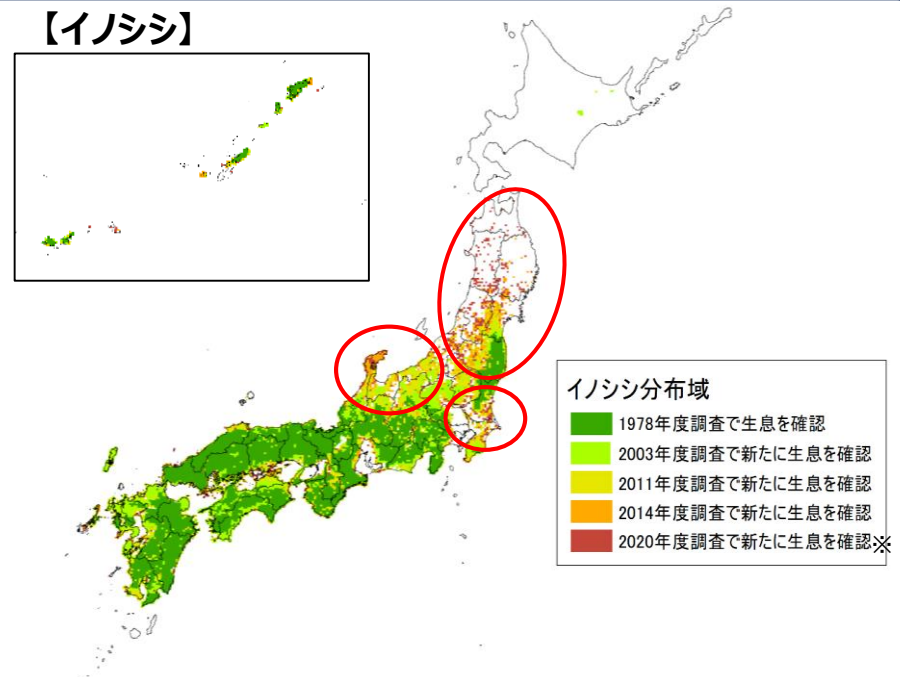 【イノシシ】
イノシシ分布域
1978年度調査で生息を確認
2003年度調査で新たに生息を確認
2011年度調査で新たに生息を確認
2014年度調査で新たに生息を確認
2020年度調査で新たに生息を確認※